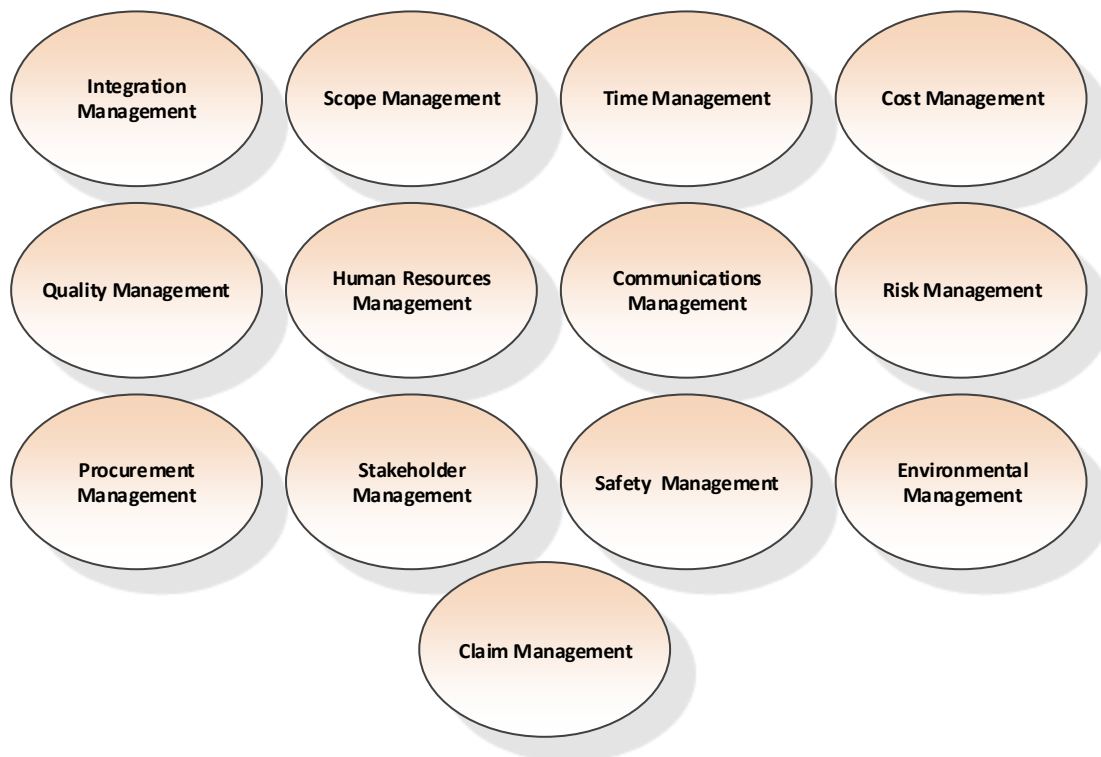 Integration
Management
Scope Management
Time Management
Cost Management
Quality Management
Human Resources
Management
Communications
Management
Risk Management
Procurement
Management
Stakeholder
Management
Safety  Management
Environmental
Management
Claim Management